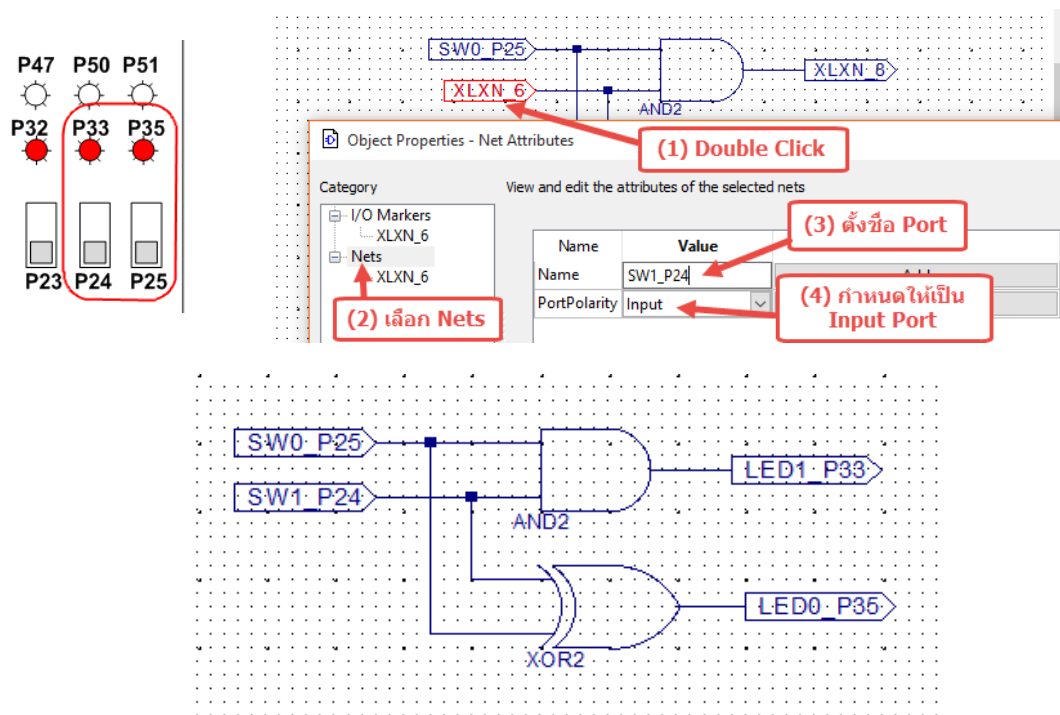 P47 P50 P51
P32 P33 P35
P23 P24 P25
SW0_P25
XLXN_6
XLXN_8
AND2
Object Properties - Net Attributes
(1) Double Click
Category
View and edit the attributes of the selected nets
I/O Markers
XLXN_6
Nets
XLXN_6
(2) เลือก Nets
Name Value
Name SW1_P24
PortPolarity Input
(3) ตั้งชื่อ Port
(4) กำหนดให้เป็น
Input Port
SW0_P25
SW1_P24
AND2
LED1_P33
XOR2
LED0_P35